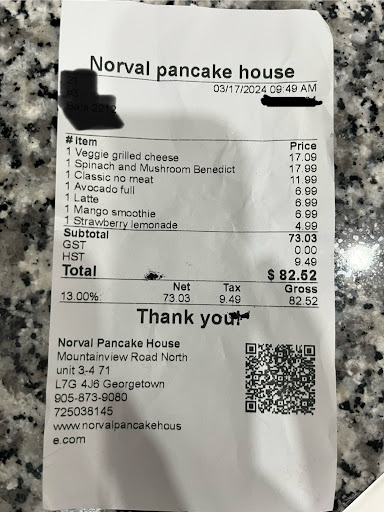 Norval pancake house
03/17/2024 09:49 AM
# Item Price
1 Veggie grilled cheese 17.09
1 Spinach and Mushroom Benedict 17.99
1 Classic no meat 11.99
1 Avocado full 6.99
1 Latte 6.99
1 Mango smoothie 6.99
1 Strawberry lemonade 4.99
Subtotal 73.03
GST 0.00
HST 9.49
Total $ 82.52
Net Tax Gross
13.00%: 73.03 9.49 82.52
Thank you!
Norval Pancake House
Mountainview Road North
unit 3-4 71
L7G 4J6 Georgetown
905-873-9080
725038145
www.norvalpancakehous
e.com